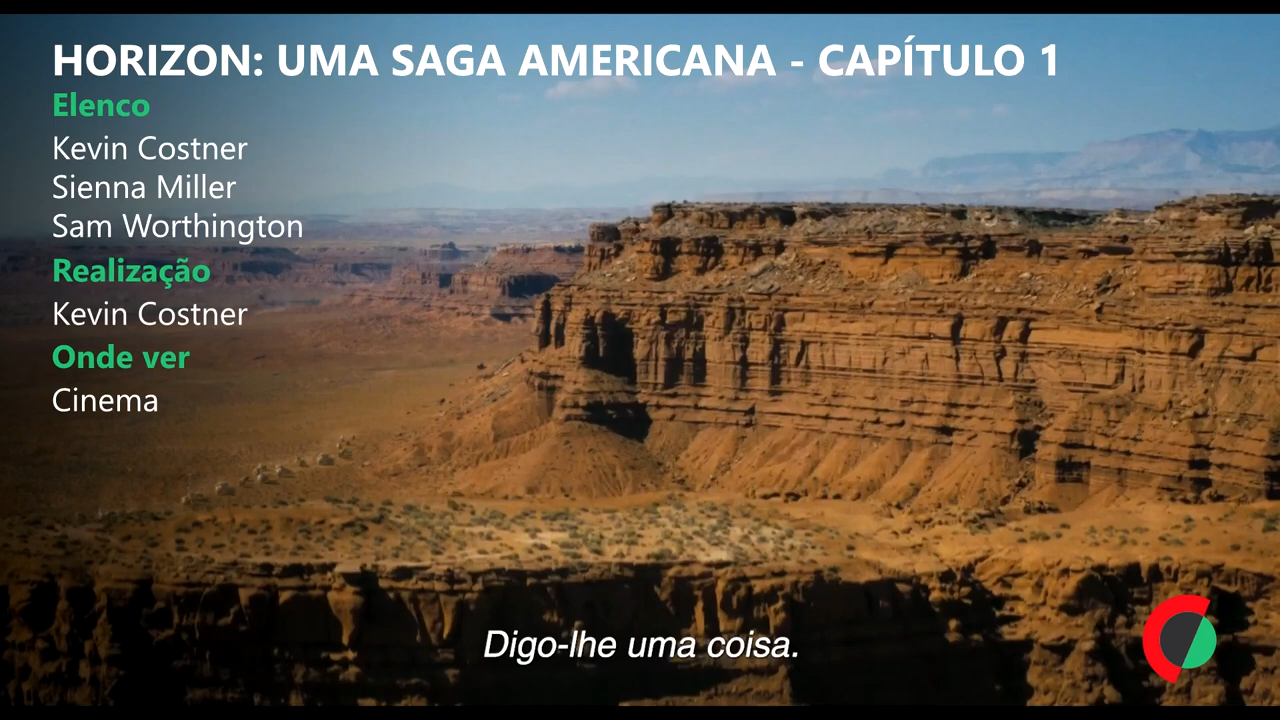 HORIZON: UMA SAGA AMERICANA - CAPÍTULO 1
Elenco
Kevin Costner
Sienna Miller
Sam Worthington
Realização
Kevin Costner
Onde ver
Cinema
Digo-lhe uma coisa.